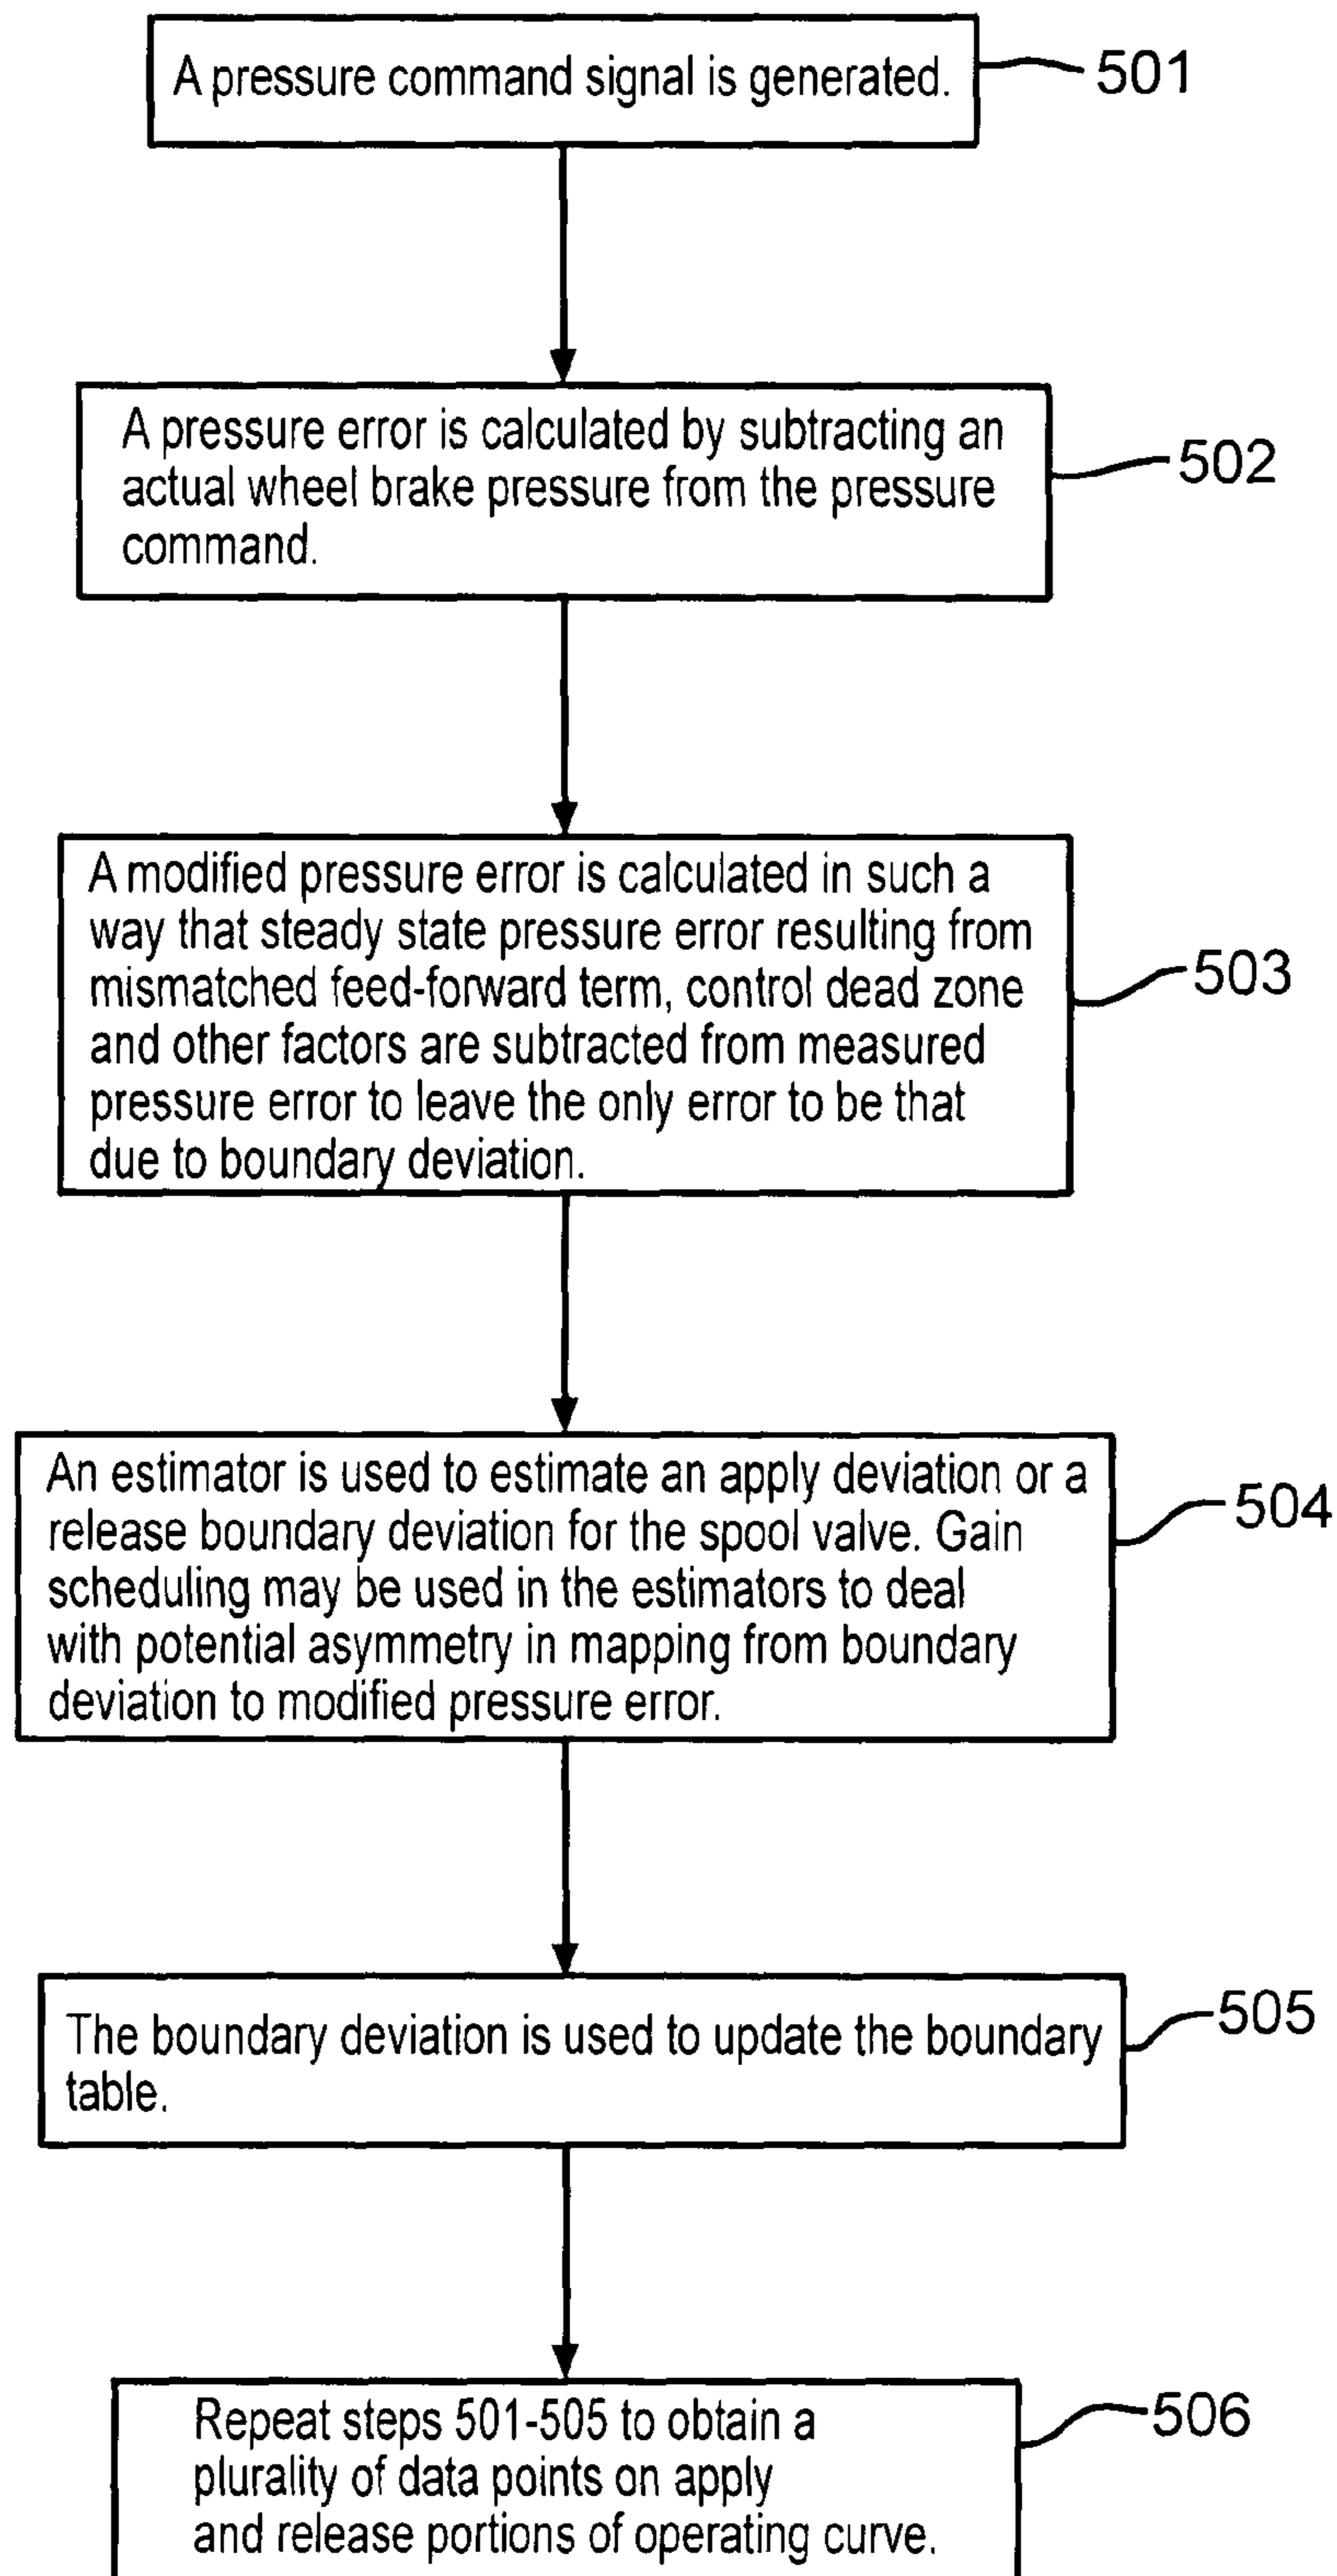 A pressure command signal is generated.
501
A pressure error is calculated by subtracting an
actual wheel brake pressure from the pressure
command.
502
A modified pressure error is calculated in such a
way that steady state pressure error resulting from
mismatched feed-forward term, control dead zone
and other factors are subtracted from measured
pressure error to leave the only error to be that
due to boundary deviation.
503
An estimator is used to estimate an apply deviation or a
release boundary deviation for the spool valve. Gain
scheduling may be used in the estimators to deal
with potential asymmetry in mapping from boundary
deviation to modified pressure error.
504
The boundary deviation is used to update the boundary
table.
505
Repeat steps 501-505 to obtain a
plurality of data points on apply
and release portions of operating curve.
506